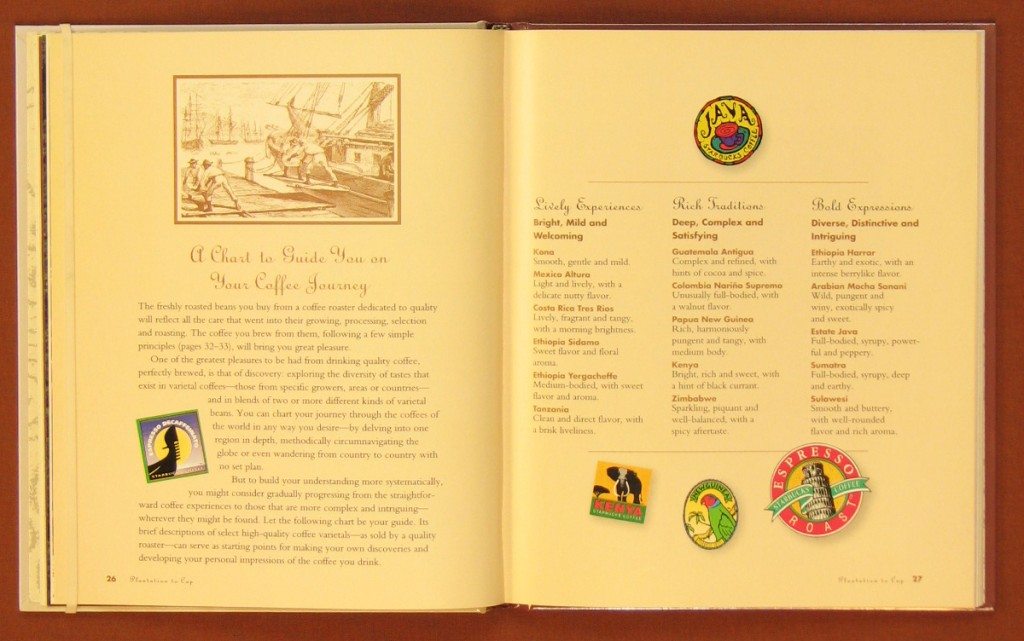 A Chart to Guide You on
Your Coffee Journey
The freshly roasted beans you buy from a coffee roaster dedicated to quality
will reflect all the care that went into their growing, processing, selection
and roasting. The coffee you brew from them, following a few simple
principles (pages 32–33), will bring you great pleasure.
One of the greatest pleasures to be had from drinking quality coffee,
perfectly brewed, is that of discovery: exploring the diversity of tastes that
exist in varietal coffees—those from specific growers, areas or countries—
and in blends of two or more different kinds of varietal
beans. You can chart your journey through the coffees of
the world in any way you desire—by delving into one
region in depth, methodically circumnavigating the
globe or even wandering from country to country with
no set plan.
But to build your understanding more systematically,
you might consider gradually progressing from the straightfor-
ward coffee experiences to those that are more complex and intriguing—
wherever they might be found. Let the following chart be your guide. Its
brief descriptions of select high-quality coffee varietals—as sold by a quality
roaster—can serve as starting points for making your own discoveries and
developing your personal impressions of the coffee you drink.
ESPRESSO DECAFFEINATED
STARBUCKS COFFEE
26 Plantation to Cup
JAVA
STARBUCKS COFFEE
Lively Experiences
Bright, Mild and
Welcoming
Kona
Smooth, gentle and mild.
Mexico Altura
Light and lively, with a
delicate nutty flavor.
Costa Rica Tres Rios
Lively, fragrant and tangy,
with a morning brightness.
Ethiopia Sidamo
Sweet flavor and floral
aroma.
Ethiopia Yergacheffe
Medium-bodied, with sweet
flavor and aroma.
Tanzania
Clean and direct flavor, with
a brisk liveliness.
Rich Traditions
Deep, Complex and
Satisfying
Guatemala Antigua
Complex and refined, with
hints of cocoa and spice.
Colombia Nariño Supremo
Unusually full-bodied, with
a walnut flavor.
Papua New Guinea
Rich, harmoniously
pungent and tangy, with
medium body.
Kenya
Bright, rich and sweet, with
a hint of black currant.
Zimbabwe
Sparkling, piquant and
well-balanced, with a
spicy aftertaste.
Bold Expressions
Diverse, Distinctive and
Intriguing
Ethiopia Harrar
Earthy and exotic, with an
intense berrylike flavor.
Arabian Mocha Sanani
Wild, pungent and
winy, exotically spicy
and sweet.
Estate Java
Full-bodied, syrupy, power-
ful and peppery.
Sumatra
Full-bodied, syrupy, deep
and earthy.
Sulawesi
Smooth and buttery,
with well-rounded
flavor and rich aroma.
KENYA
STARBUCKS COFFEE
ESPRESSO
STARBUCKS COFFEE
ROAST
Plantation to Cup 27